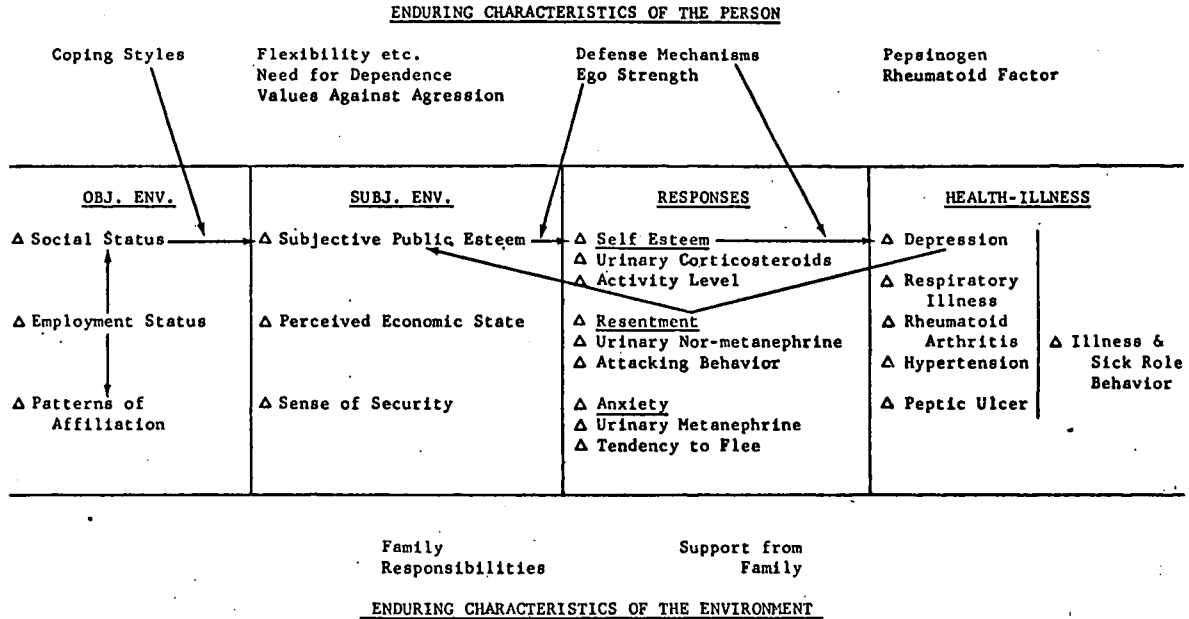 ENDURING CHARACTERISTICS OF THE PERSON
Coping Styles
Flexibility etc.
Need for Dependence
Values Against Agression
Defense Mechanisms
Ego Strength
Pepsinogen
Rheumatoid Factor
OBJ. ENV.
Δ Social Status
Δ Employment Status
Δ Patterns of
Affiliation
SUBJ. ENV.
Δ Subjective Public Esteem
Δ Perceived Economic State
Δ Sense of Security
RESPONSES
Δ Self Esteem
Δ Urinary Corticosteroids
Δ Activity Level
Δ Resentment
Δ Urinary Nor-metanephrine
Δ Attacking Behavior
Δ Anxiety
Δ Urinary Metanephrine
Δ Tendency to Flee
HEALTH-ILLNESS
Δ Depression
Δ Respiratory
Illness
Δ Rheumatoid
Arthritis
Δ Hypertension
Δ Peptic Ulcer
Δ Illness &
Sick Role
Behavior
Family
Responsibilities
Support from
Family
ENDURING CHARACTERISTICS OF THE ENVIRONMENT